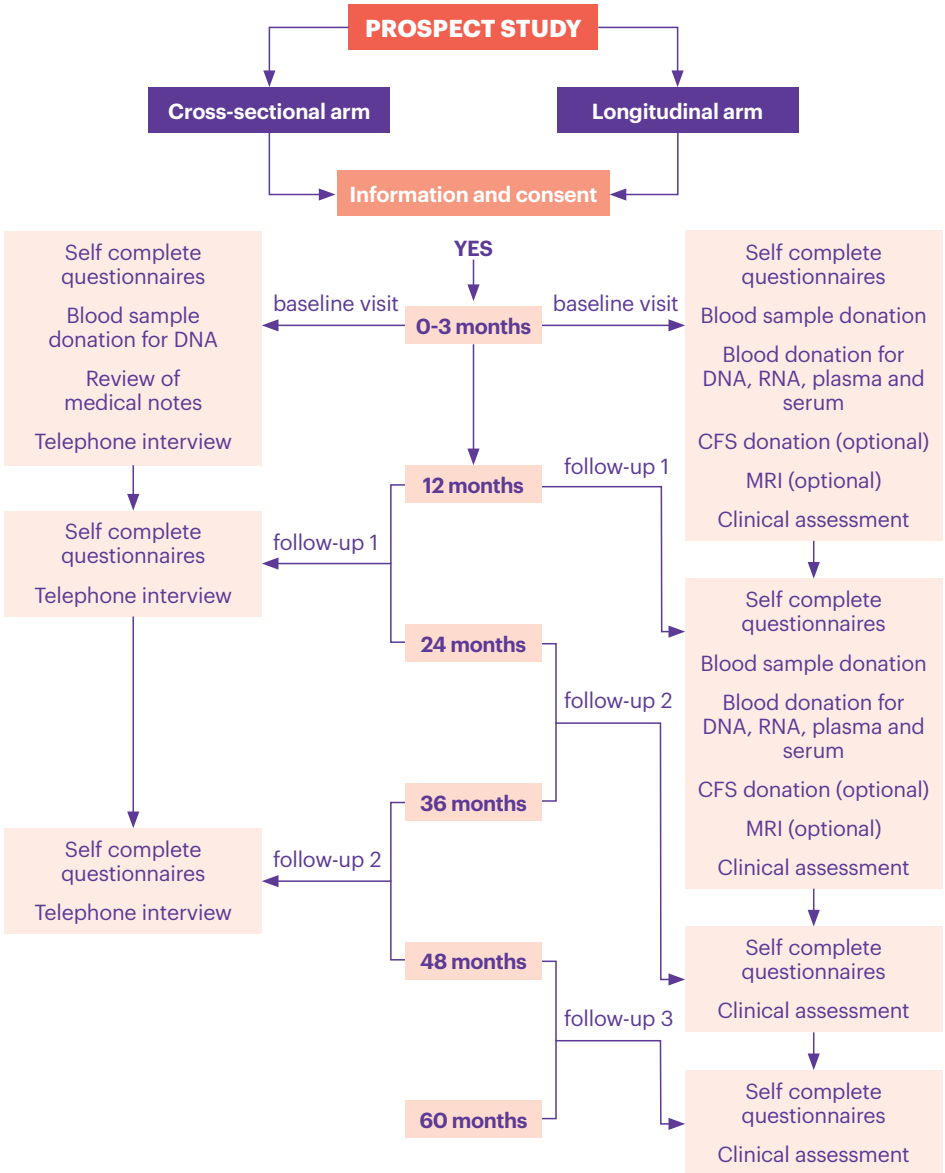 PROSPECT STUDY
Cross-sectional arm
Longitudinal arm
Information and consent
YES
Self complete
questionnaires
Blood sample
donation for DNA
Review of
medical notes
Telephone interview
baseline visit
0-3 months
baseline visit
Self complete
questionnaires
Blood sample donation
Blood donation for
DNA, RNA, plasma and
serum
CFS donation (optional)
MRI (optional)
Clinical assessment
12 months
follow-up 1
Self complete
questionnaires
Telephone interview
follow-up 1
Self complete
questionnaires
Blood sample donation
Blood donation for
DNA, RNA, plasma and
serum
CFS donation (optional)
MRI (optional)
Clinical assessment
24 months
follow-up 2
36 months
Self complete
questionnaires
Telephone interview
follow-up 2
48 months
Self complete
questionnaires
Clinical assessment
follow-up 3
60 months
Self complete
questionnaires
Clinical assessment